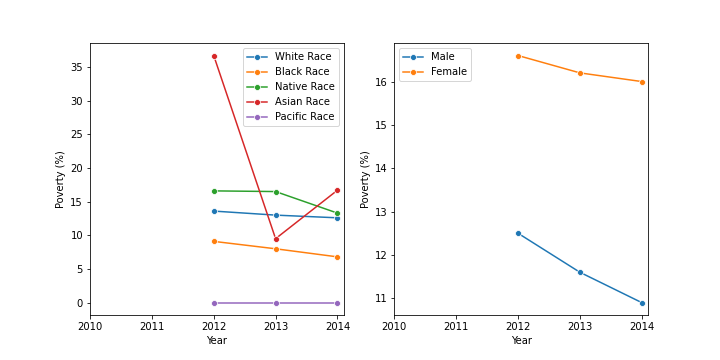 White Race
Black Race
Native Race
Asian Race
Pacific Race
35
30
25
20
15
10
5
0
Poverty (%)
2010 2011 2012 2013 2014
Year
Male
Female
16
15
14
13
12
11
Poverty (%)
2010 2011 2012 2013 2014
Year